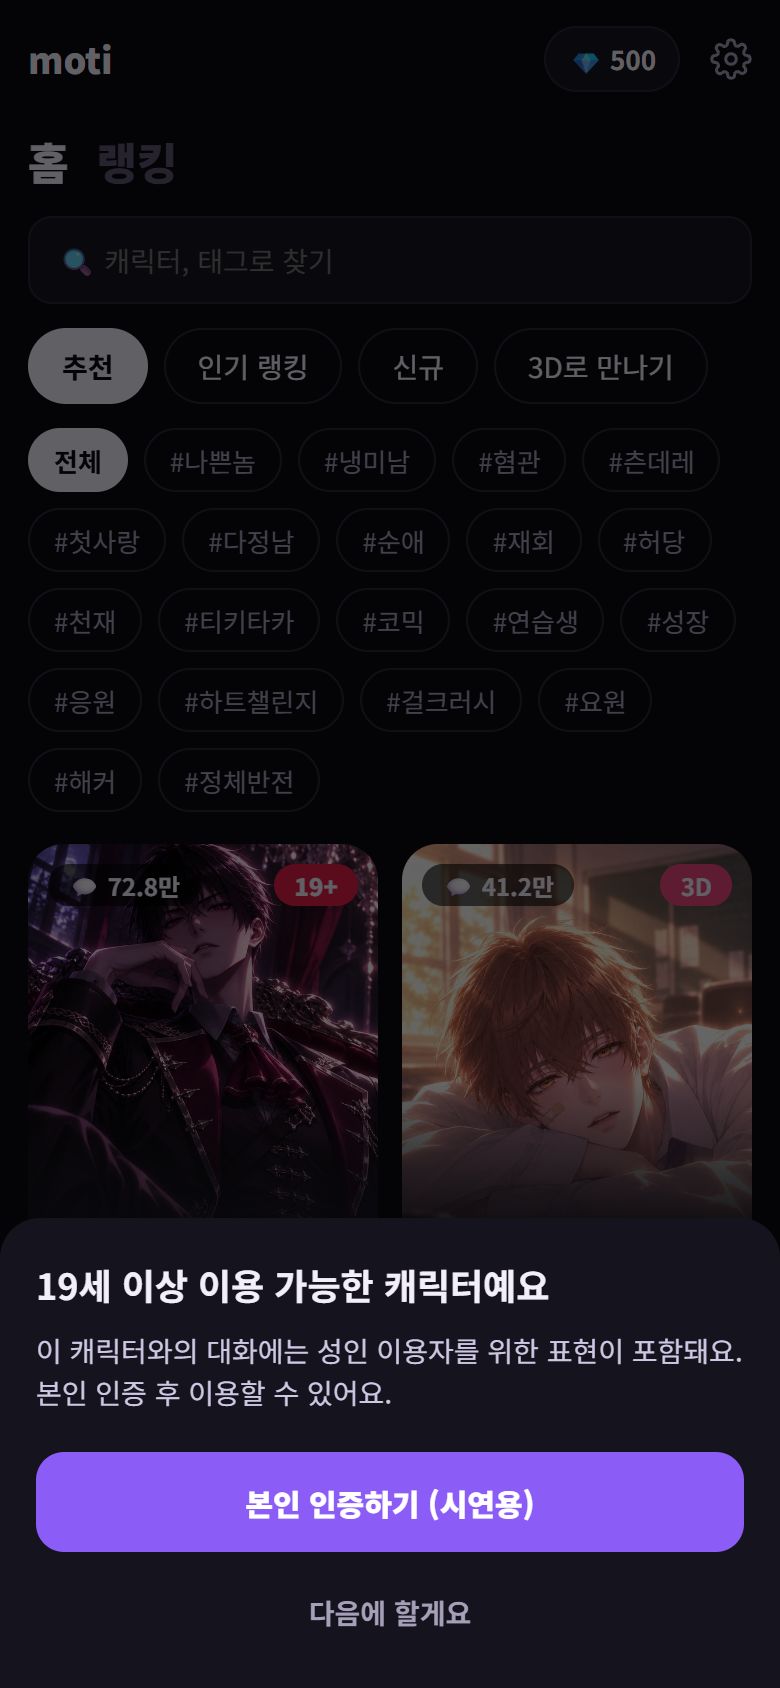 moti
500
홈 랭킹
캐릭터, 태그로 찾기
추천 인기 랭킹 신규 3D로 만나기
전체 #나쁜놈 #냉미남 #혐관 #츤데레
#첫사랑 #다정남 #순애 #재회 #허당
#천재 #티키타카 #코믹 #연습생 #성장
#응원 #하트챌린지 #걸크러시 #요원
#해커 #정체반전
72.8만 19+ 41.2만 3D
19세 이상 이용 가능한 캐릭터예요
이 캐릭터와의 대화에는 성인 이용자를 위한 표현이 포함돼요.
본인 인증 후 이용할 수 있어요.
본인 인증하기 (시연용)
다음에 할게요